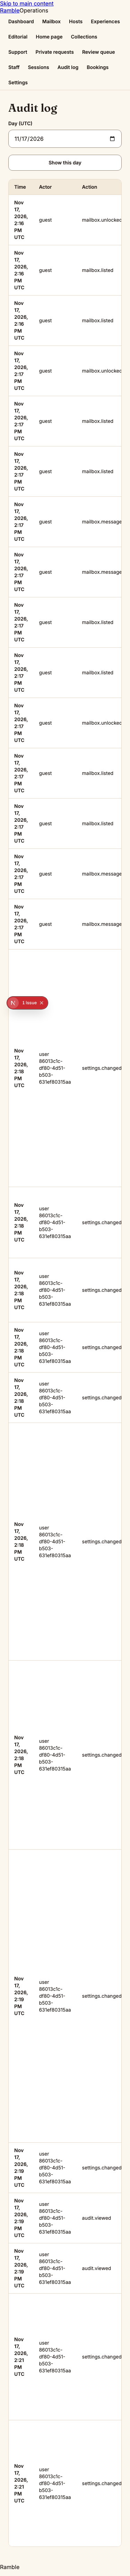 Skip to main content
RambleOperations
Dashboard Mailbox Hosts Experiences
Editorial Home page Collections
Support Private requests Review queue
Staff Sessions Audit log Bookings
Settings
Audit log
Day (UTC)
11/17/2026
Show this day
Time Actor Action
Nov 17, 2026, 2:16 PM UTC guest mailbox.unlocked
Nov 17, 2026, 2:16 PM UTC guest mailbox.listed
Nov 17, 2026, 2:16 PM UTC guest mailbox.listed
Nov 17, 2026, 2:17 PM UTC guest mailbox.unlocked
Nov 17, 2026, 2:17 PM UTC guest mailbox.listed
Nov 17, 2026, 2:17 PM UTC guest mailbox.listed
Nov 17, 2026, 2:17 PM UTC guest mailbox.message
Nov 17, 2026, 2:17 PM UTC guest mailbox.message
Nov 17, 2026, 2:17 PM UTC guest mailbox.listed
Nov 17, 2026, 2:17 PM UTC guest mailbox.listed
Nov 17, 2026, 2:17 PM UTC guest mailbox.unlocked
Nov 17, 2026, 2:17 PM UTC guest mailbox.listed
Nov 17, 2026, 2:17 PM UTC guest mailbox.listed
Nov 17, 2026, 2:17 PM UTC guest mailbox.message
Nov 17, 2026, 2:17 PM UTC guest mailbox.message
N 1 Issue ×
Nov 17, 2026, 2:18 PM UTC user 86013c1c-df80-4d51-b503-631ef80315aa settings.changed
Nov 17, 2026, 2:18 PM UTC user 86013c1c-df80-4d51-b503-631ef80315aa settings.changed
Nov 17, 2026, 2:18 PM UTC user 86013c1c-df80-4d51-b503-631ef80315aa settings.changed
Nov 17, 2026, 2:18 PM UTC user 86013c1c-df80-4d51-b503-631ef80315aa settings.changed
Nov 17, 2026, 2:18 PM UTC user 86013c1c-df80-4d51-b503-631ef80315aa settings.changed
Nov 17, 2026, 2:18 PM UTC user 86013c1c-df80-4d51-b503-631ef80315aa settings.changed
Nov 17, 2026, 2:18 PM UTC user 86013c1c-df80-4d51-b503-631ef80315aa settings.changed
Nov 17, 2026, 2:19 PM UTC user 86013c1c-df80-4d51-b503-631ef80315aa settings.changed
Nov 17, 2026, 2:19 PM UTC user 86013c1c-df80-4d51-b503-631ef80315aa settings.changed
Nov 17, 2026, 2:19 PM UTC user 86013c1c-df80-4d51-b503-631ef80315aa audit.viewed
Nov 17, 2026, 2:19 PM UTC user 86013c1c-df80-4d51-b503-631ef80315aa audit.viewed
Nov 17, 2026, 2:21 PM UTC user 86013c1c-df80-4d51-b503-631ef80315aa settings.changed
Nov 17, 2026, 2:21 PM UTC user 86013c1c-df80-4d51-b503-631ef80315aa settings.changed
Ramble